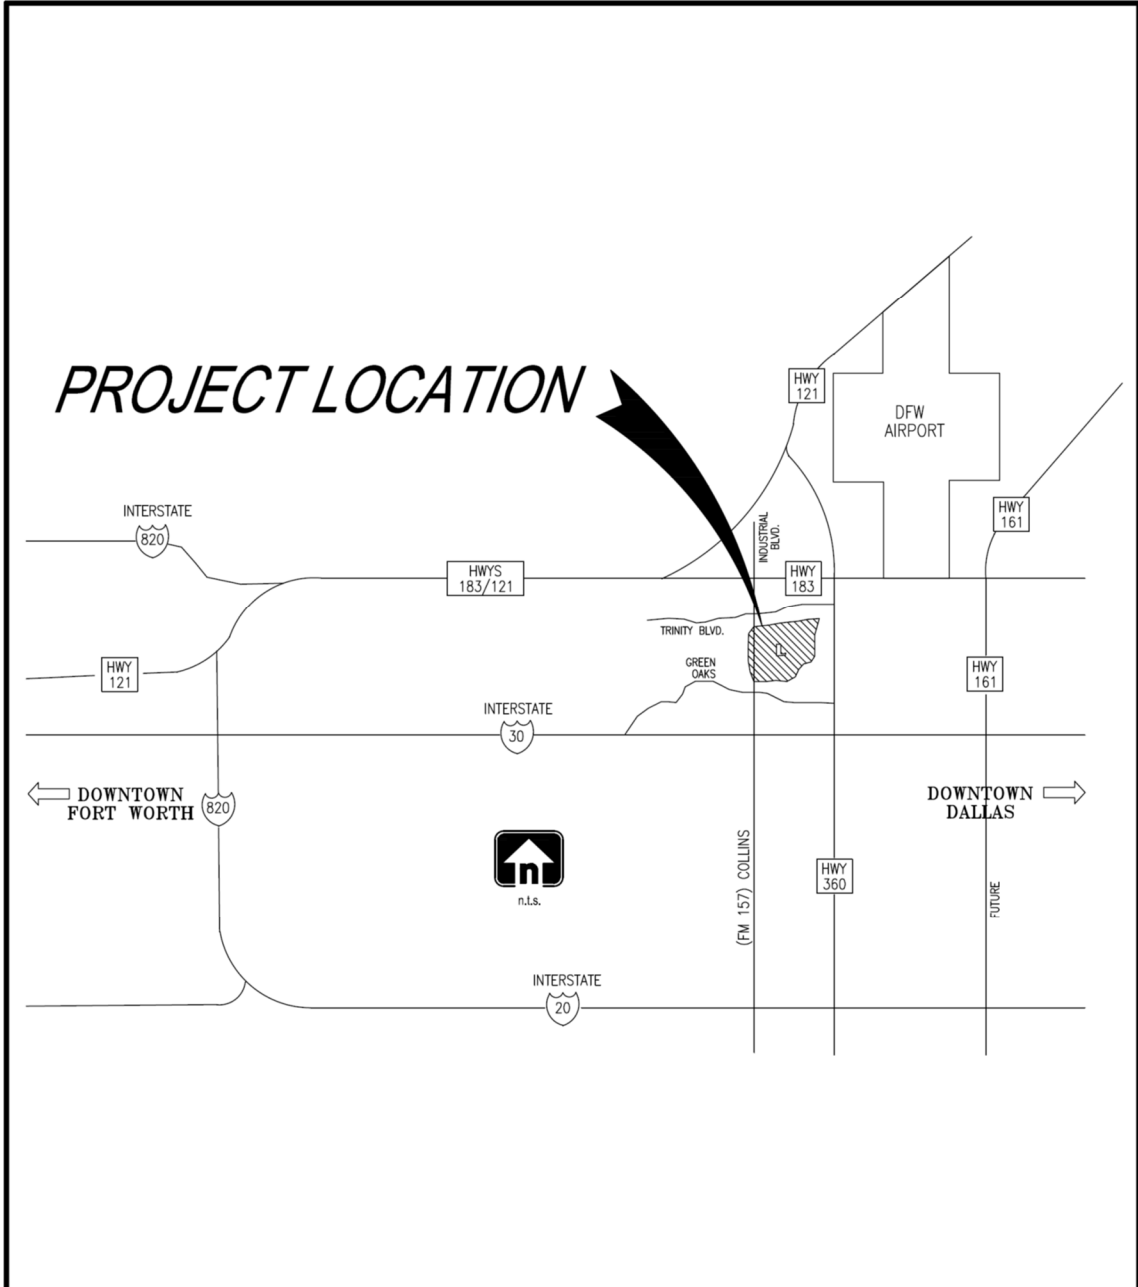 PROJECT LOCATION
HWY
121
DFW
AIRPORT
INTERSTATE
820
HWY
161
INDUSTRIAL
BLVD.
HWYS
183/121
HWY
183
TRINITY BLVD.
GREEN
OAKS
HWY
121
HWY
161
INTERSTATE
30
DOWNTOWN
FORT WORTH
820
DOWNTOWN
DALLAS
n
n.t.s.
(FM 157) COLLINS
HWY
360
FUTURE
INTERSTATE
20